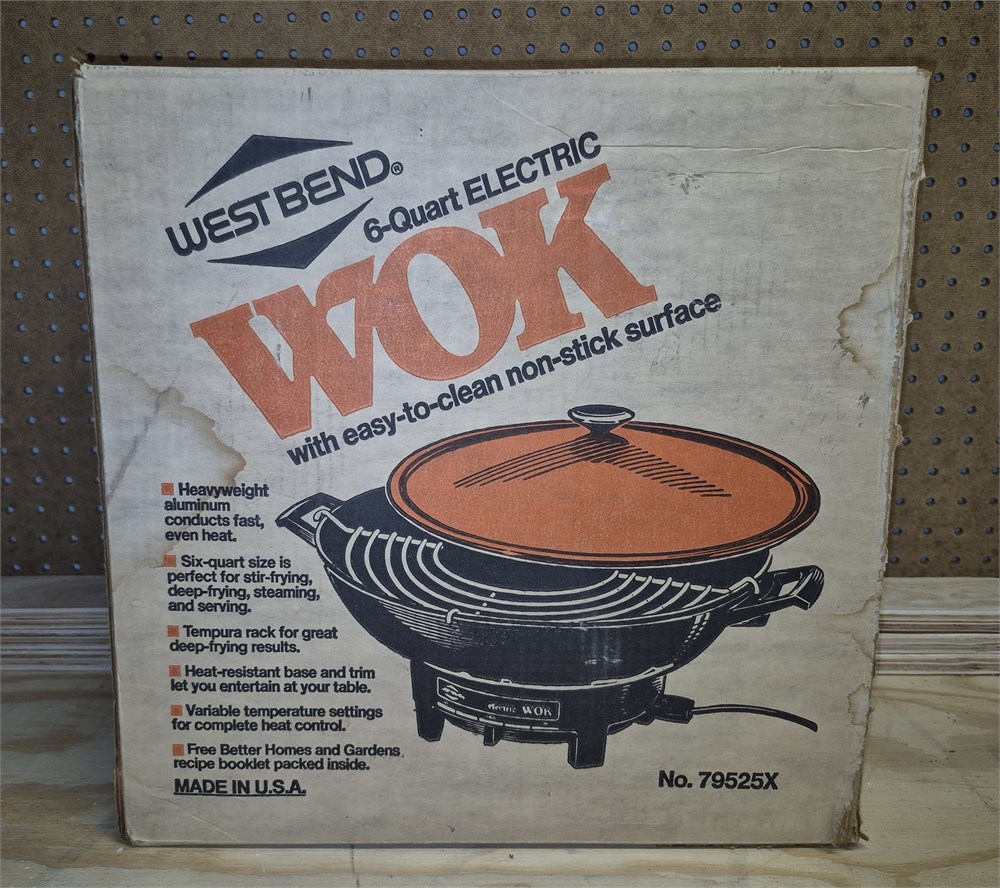 WEST BEND®
6-Quart ELECTRIC
WOK
with easy-to-clean non-stick surface
Heavyweight
aluminum
conducts fast,
even heat.
Six-quart size is
perfect for stir-frying,
deep-frying, steaming,
and serving.
Tempura rack for great
deep-frying results.
Heat-resistant base and trim
let you entertain at your table.
Variable temperature settings
for complete heat control.
Free Better Homes and Gardens
recipe booklet packed inside.
MADE IN U.S.A.
electric WOK
No. 79525X